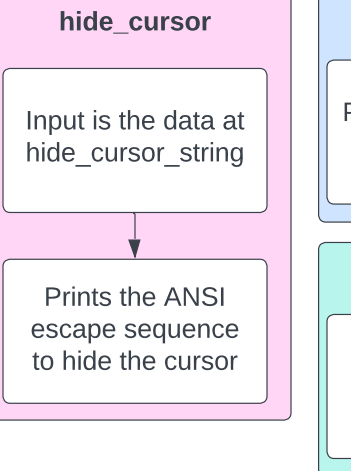 hide_cursor
Input is the data at
hide_cursor_string
Prints the ANSI
escape sequence
to hide the cursor